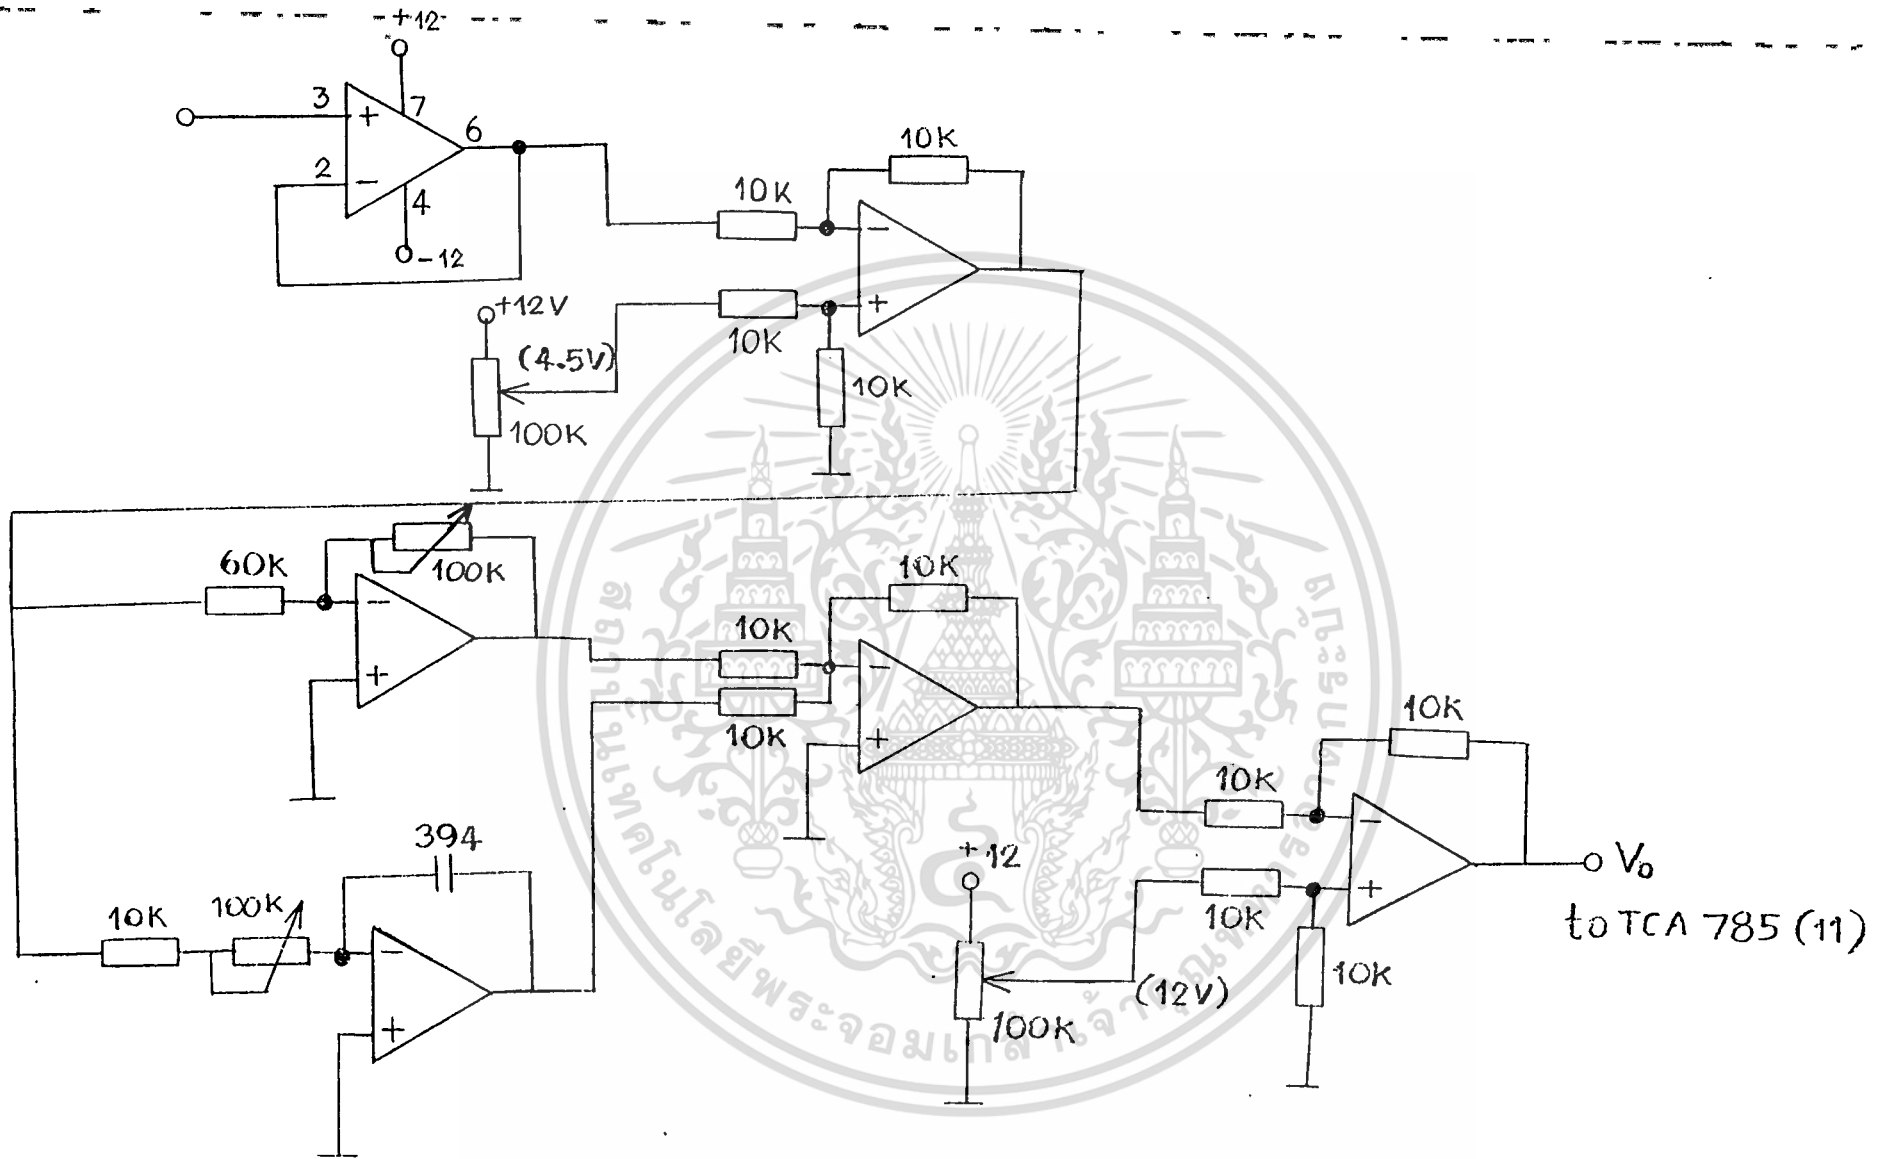 +12
3
+
7
6
2
−
4
-12
10K
10K
−
+
10K
10K
+12V
(4.5V)
100K
60K
100K
−
+
10K
10K
10K
−
+
394
10K
100K
−
+
10K
10K
−
+
10K
10K
+12
(12V)
100K
V₀
to TCA 785 (11)